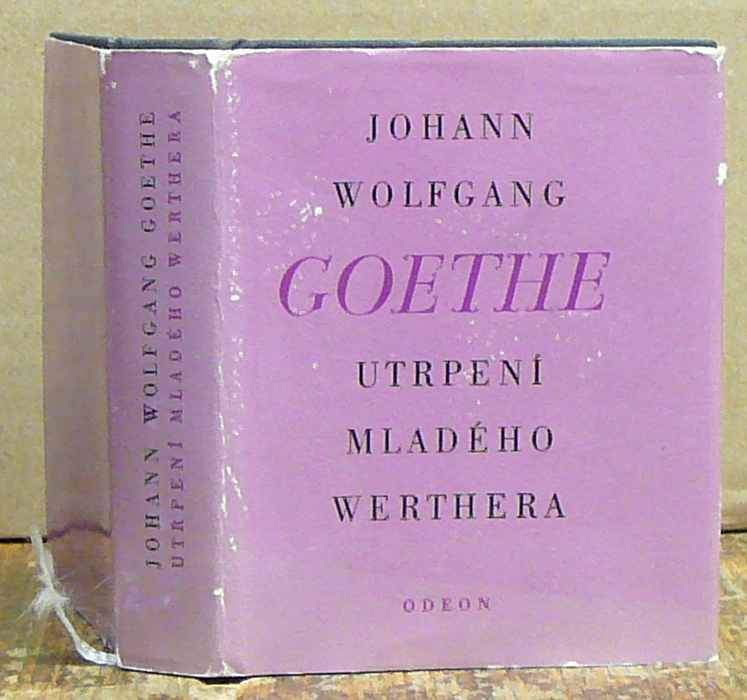 JOHANN WOLFGANG GOETHE
UTRPENÍ MLADÉHO WERTHERA
JOHANN
WOLFGANG
GOETHE
UTRPENÍ
MLADÉHO
WERTHERA
ODEON